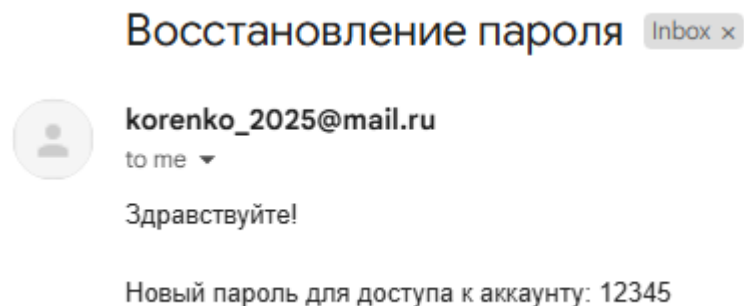 Восстановление пароля Inbox ×
korenko_2025@mail.ru
to me
Здравствуйте!
Новый пароль для доступа к аккаунту: 12345